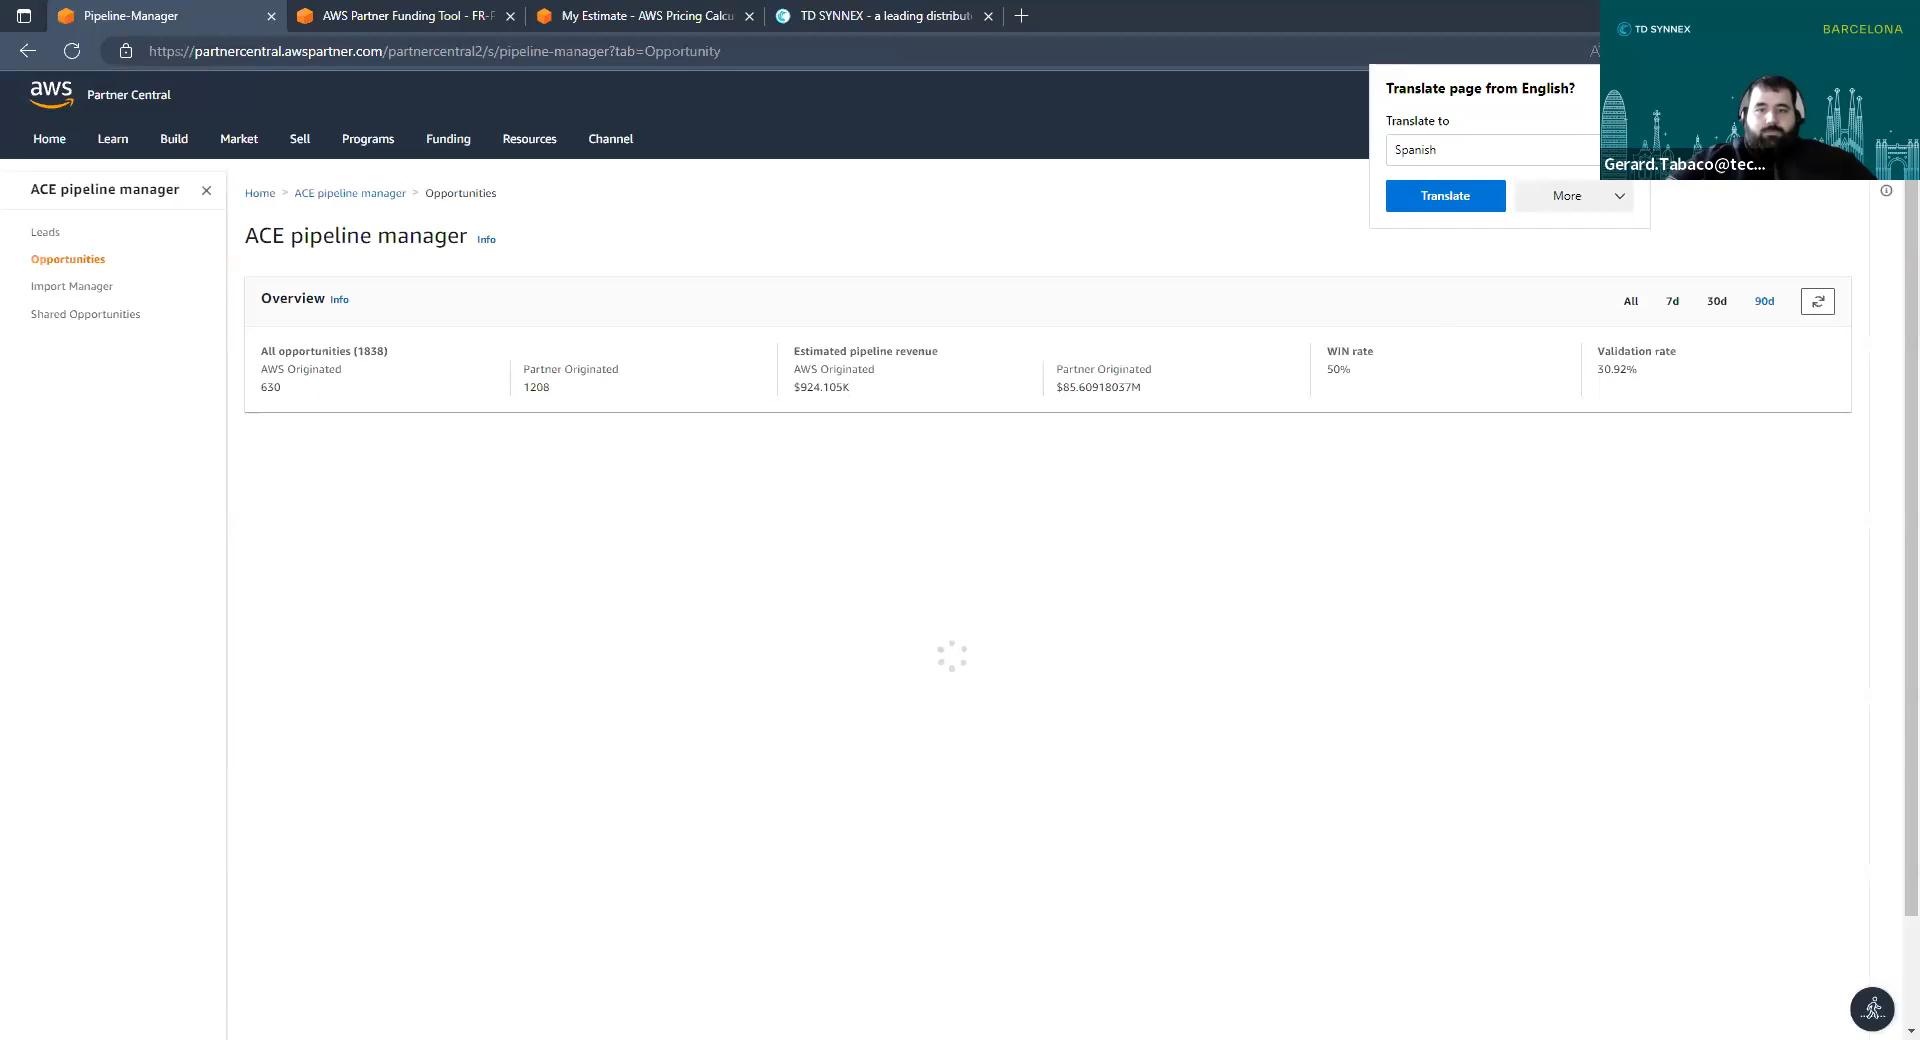 Pipeline-Manager
AWS Partner Funding Tool - FR-F
My Estimate - AWS Pricing Calcu
TD SYNNEX - a leading distribut
https://partnercentral.awspartner.com/partnercentral2/s/pipeline-manager?tab=Opportunity
TD SYNNEX
BARCELONA
Gerard.Tabaco@tec...
aws
Partner Central
Home
Learn
Build
Market
Sell
Programs
Funding
Resources
Channel
Translate page from English?
Translate to
Spanish
Translate
More
ACE pipeline manager
Leads
Opportunities
Import Manager
Shared Opportunities
Home > ACE pipeline manager > Opportunities
ACE pipeline manager Info
Overview Info
All
7d
30d
90d
All opportunities (1838)
AWS Originated
630
Partner Originated
1208
Estimated pipeline revenue
AWS Originated
$924.105K
Partner Originated
$85.60918037M
WIN rate
50%
Validation rate
30.92%